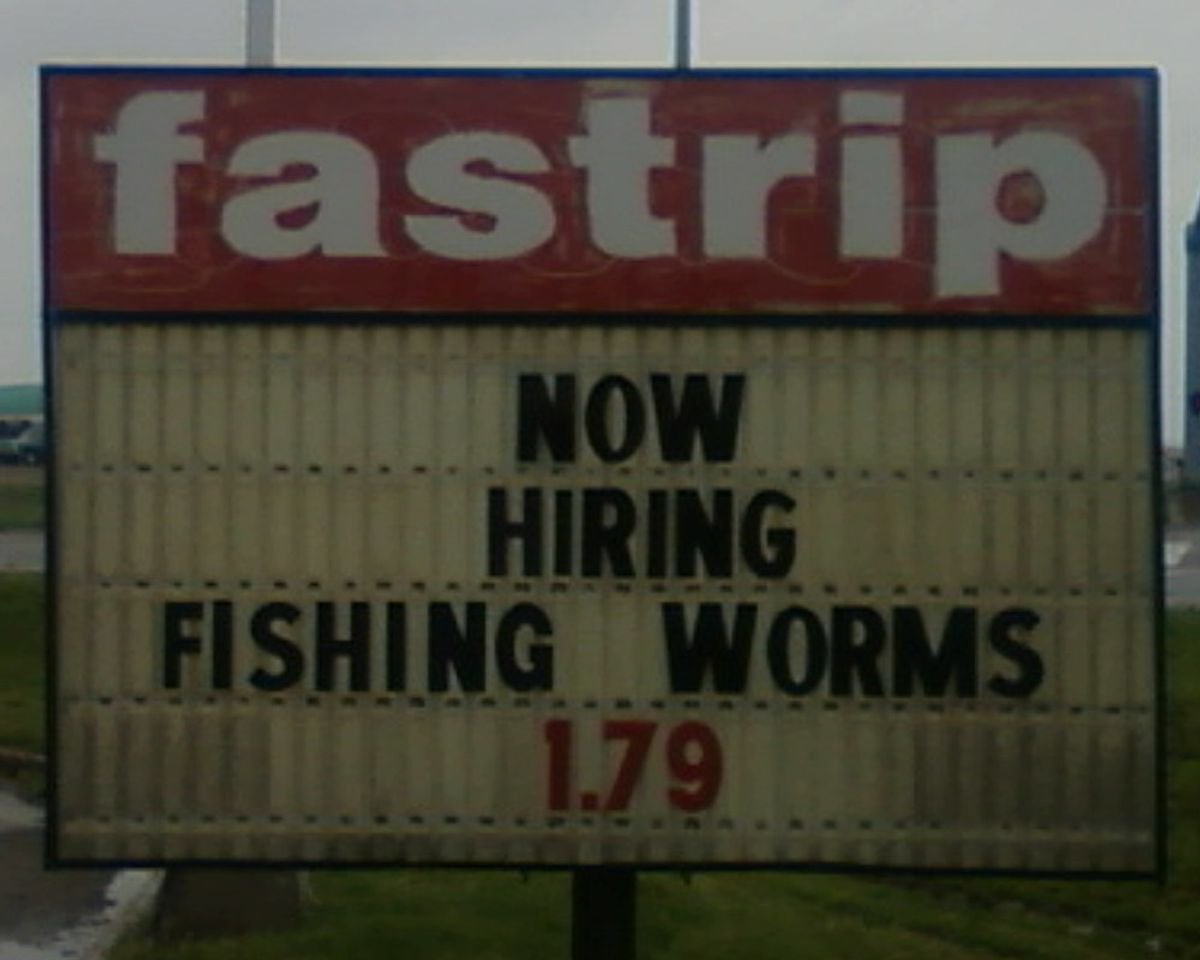 fastrip
NOW
HIRING
FISHING WORMS
1.79